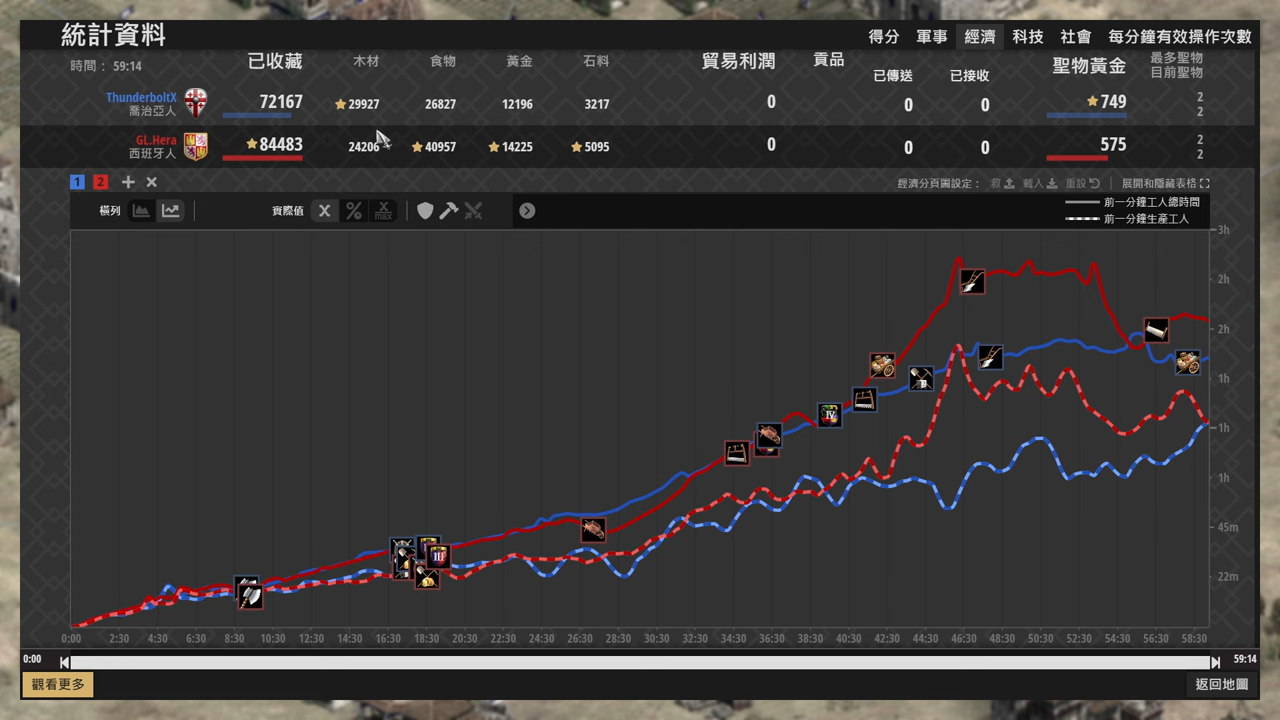 統計資料
得分 軍事 經濟 科技 社會 每分鐘有效操作次數
時間： 59:14
已收藏 木材 食物 黃金 石料 貿易利潤 貢品 已傳送 已接收 聖物黃金 最多聖物 目前聖物
ThunderboltX 喬治亞人 72167 29927 26827 12196 3217 0 0 0 749 2 2
GL.Hera 西班牙人 84483 24206 40957 14225 5095 0 0 0 575 2 2
1 2 經濟分頁圖設定： 載入 重設 展開和隱藏表格
橫列 實際值 X % X/max
前一分鐘工人總時間
前一分鐘生產工人
3h
2h
2h
1h
1h
1h
45m
22m
IV
III
0:00 2:30 4:30 6:30 8:30 10:30 12:30 14:30 16:30 18:30 20:30 22:30 24:30 26:30 28:30 30:30 32:30 34:30 36:30 38:30 40:30 42:30 44:30 46:30 48:30 50:30 52:30 54:30 56:30 58:30
0:00 59:14
觀看更多 返回地圖